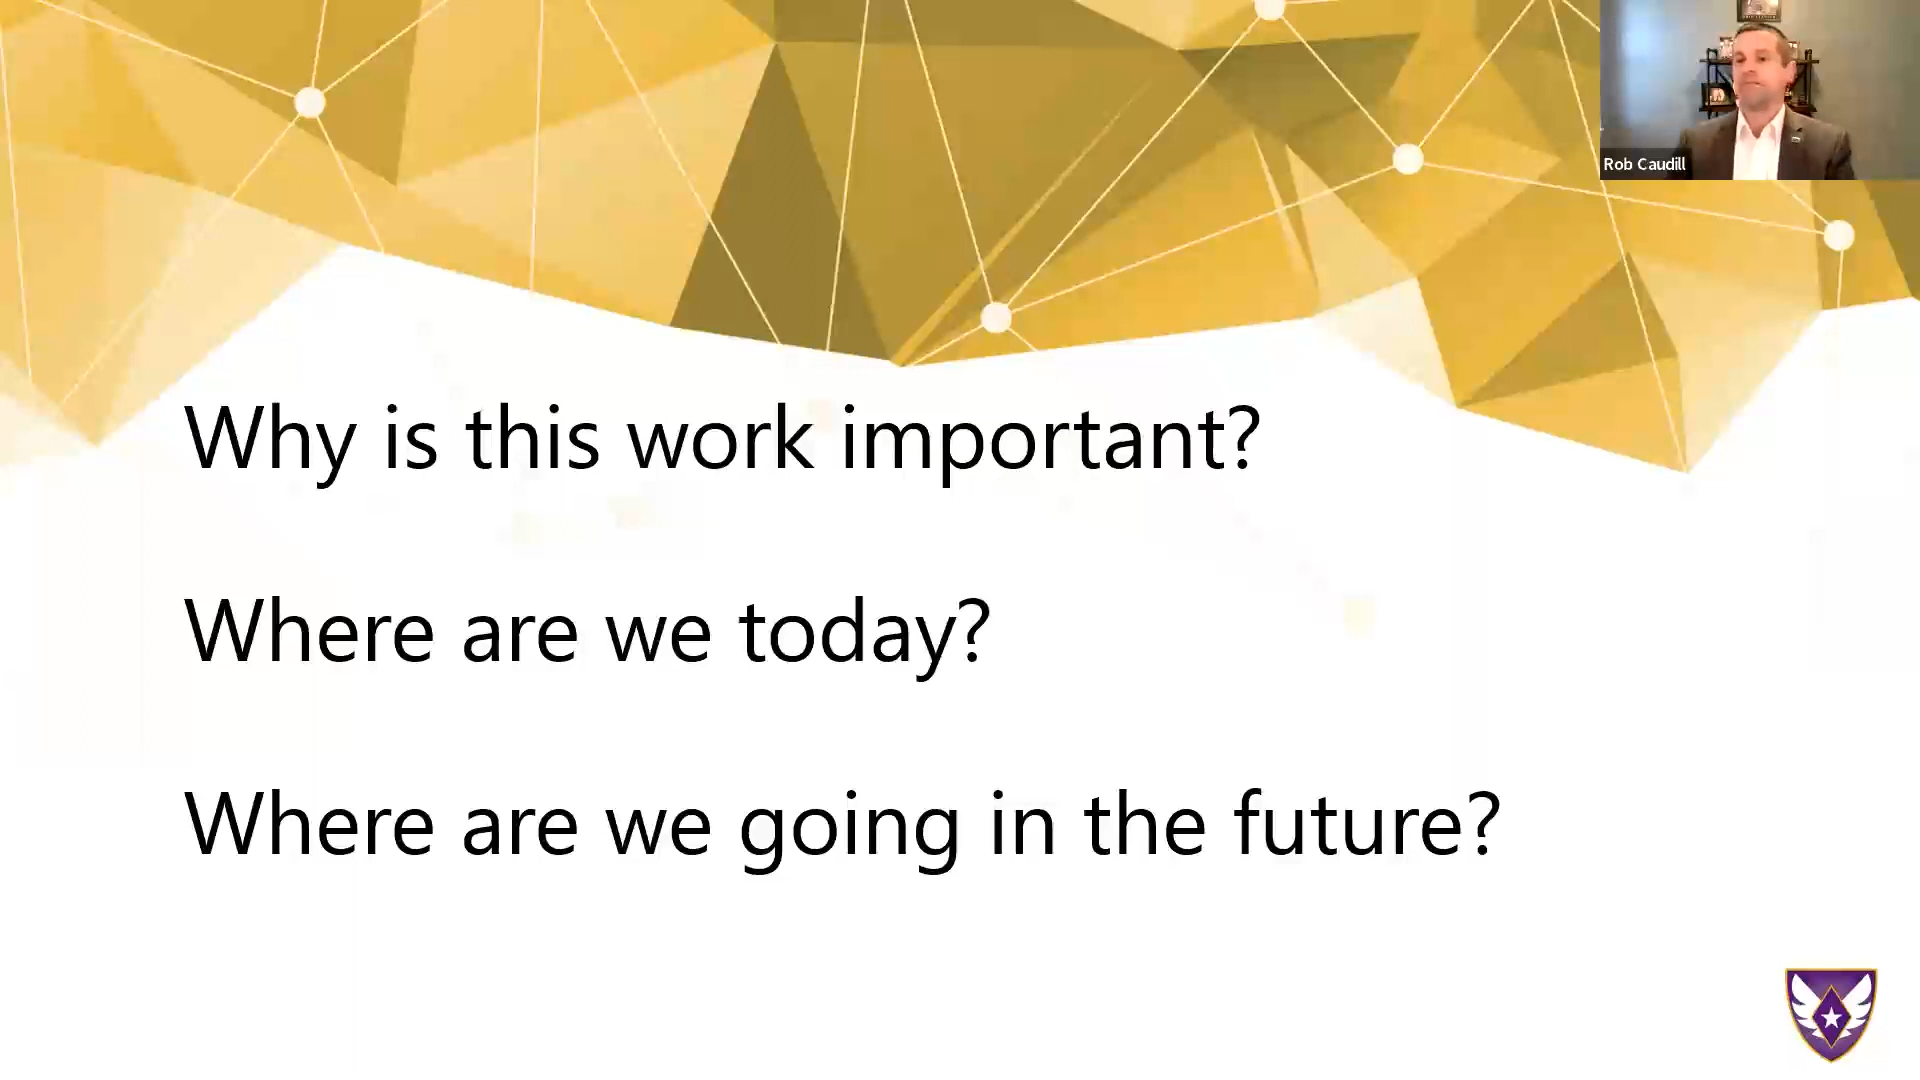 Rob Caudill
Why is this work important?
Where are we today?
Where are we going in the future?